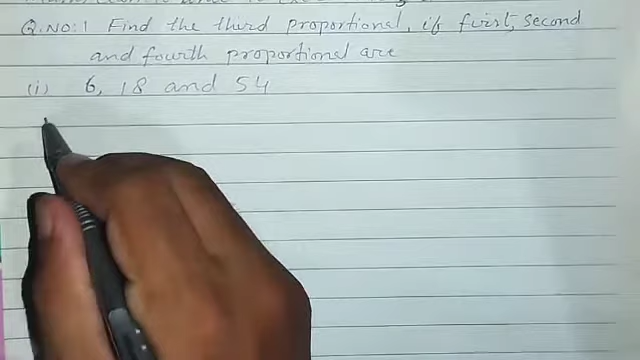 Q.NO:1 Find the third proportional, if first, second
and fourth proportional are
(i) 6, 18 and 54